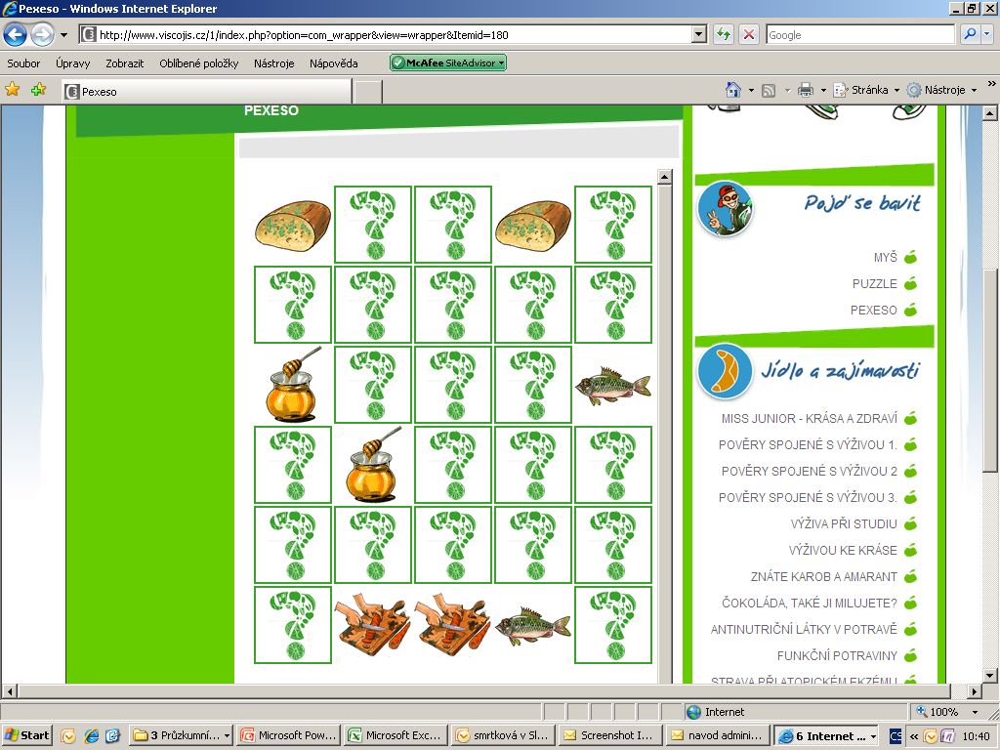 Pexeso - Windows Internet Explorer
http://www.viscojis.cz/1/index.php?option=com_wrapper&view=wrapper&Itemid=180
Google
Soubor Úpravy Zobrazit Oblíbené položky Nástroje Nápověda
McAfee SiteAdvisor
Pexeso
Stránka Nástroje
PEXESO
Pojď se bavit
MYŠ
PUZZLE
PEXESO
Jídlo a zajímavosti
MISS JUNIOR - KRÁSA A ZDRAVÍ
POVĚRY SPOJENÉ S VÝŽIVOU 1.
POVĚRY SPOJENÉ S VÝŽIVOU 2
POVĚRY SPOJENÉ S VÝŽIVOU 3.
VÝŽIVA PŘI STUDIU
VÝŽIVOU KE KRÁSE
ZNÁTE KAROB A AMARANT
ČOKOLÁDA, TAKÉ JI MILUJETE?
ANTINUTRIČNÍ LÁTKY V POTRAVĚ
FUNKČNÍ POTRAVINY
STRAVA PŘI ATOPICKÉM EKZÉMU
Internet
100%
Start
3 Průzkumní...
Microsoft Pow...
Microsoft Exc...
smrtková v Sl...
Screenshot I...
navod admini...
6 Internet ...
CS
10:40